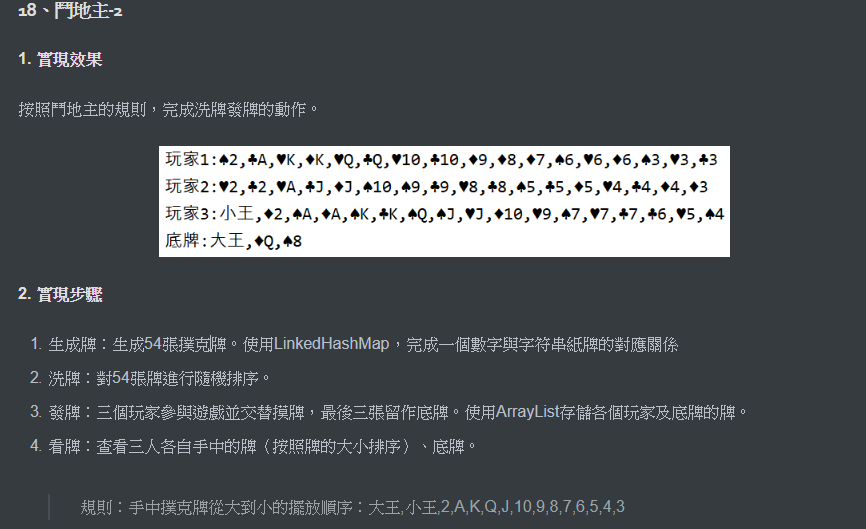 18、鬥地主-2
1. 實現效果
按照鬥地主的規則，完成洗牌發牌的動作。
玩家1:♠2,♣A,♥K,♦K,♥Q,♣Q,♥10,♣10,♦9,♦8,♦7,♠6,♥6,♦6,♠3,♥3,♣3
玩家2:♥2,♣2,♥A,♣J,♦J,♠10,♠9,♣9,♥8,♣8,♠5,♣5,♦5,♥4,♣4,♦4,♦3
玩家3:小王,♦2,♠A,♦A,♠K,♣K,♠Q,♠J,♥J,♦10,♥9,♠7,♥7,♣7,♣6,♥5,♠4
底牌:大王,♦Q,♠8
2. 實現步驟
1. 生成牌：生成54張撲克牌。使用LinkedHashMap，完成一個數字與字符串紙牌的對應關係
2. 洗牌：對54張牌進行隨機排序。
3. 發牌：三個玩家參與遊戲並交替摸牌，最後三張留作底牌。使用ArrayList存儲各個玩家及底牌的牌。
4. 看牌：查看三人各自手中的牌（按照牌的大小排序）、底牌。
規則：手中撲克牌從大到小的擺放順序：大王,小王,2,A,K,Q,J,10,9,8,7,6,5,4,3